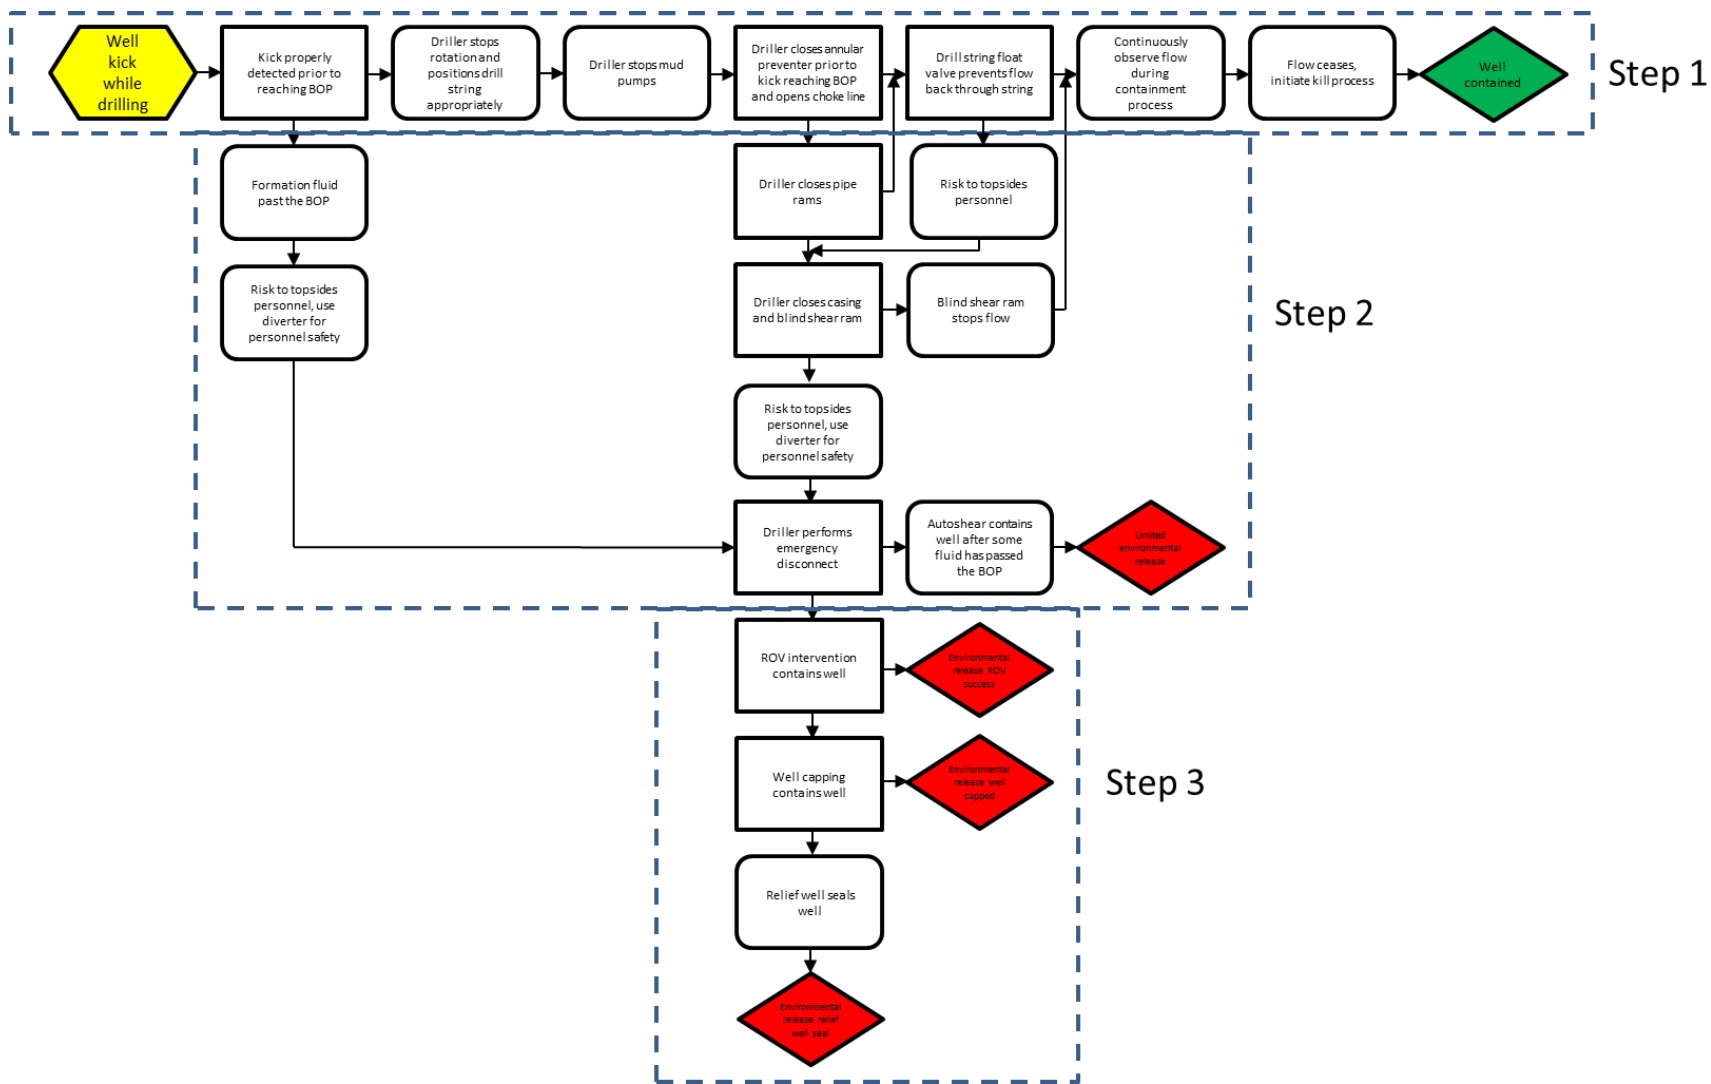 Well
kick
while
drilling
Kick properly
detected prior to
reaching BOP
Driller stops
rotation and
positions drill
string
appropriately
Driller stops mud
pumps
Driller closes annular
preventer prior to
kick reaching BOP
and opens choke line
Drill string float
valve prevents flow
back through string
Continuously
observe flow
during
containment
process
Flow ceases,
initiate kill process
Well
contained
Step 1
Formation fluid
past the BOP
Driller closes pipe
rams
Risk to topsides
personnel
Risk to topsides
personnel, use
diverter for
personnel safety
Driller closes casing
and blind shear ram
Blind shear ram
stops flow
Step 2
Risk to topsides
personnel, use
diverter for
personnel safety
Driller performs
emergency
disconnect
Autoshear contains
well after some
fluid has passed
the BOP
Limited
environmental
release
ROV intervention
contains well
Environmental
release ROV
success
Well capping
contains well
Environmental
release well
capped
Step 3
Relief well seals
well
Environmental
release relief
well seal